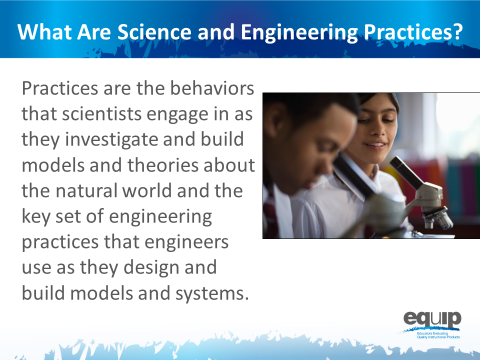 What Are Science and Engineering Practices?
Practices are the behaviors
that scientists engage in as
they investigate and build
models and theories about
the natural world and the
key set of engineering
practices that engineers
use as they design and
build models and systems.
equip
Educators Evaluating
Quality Instructional Products